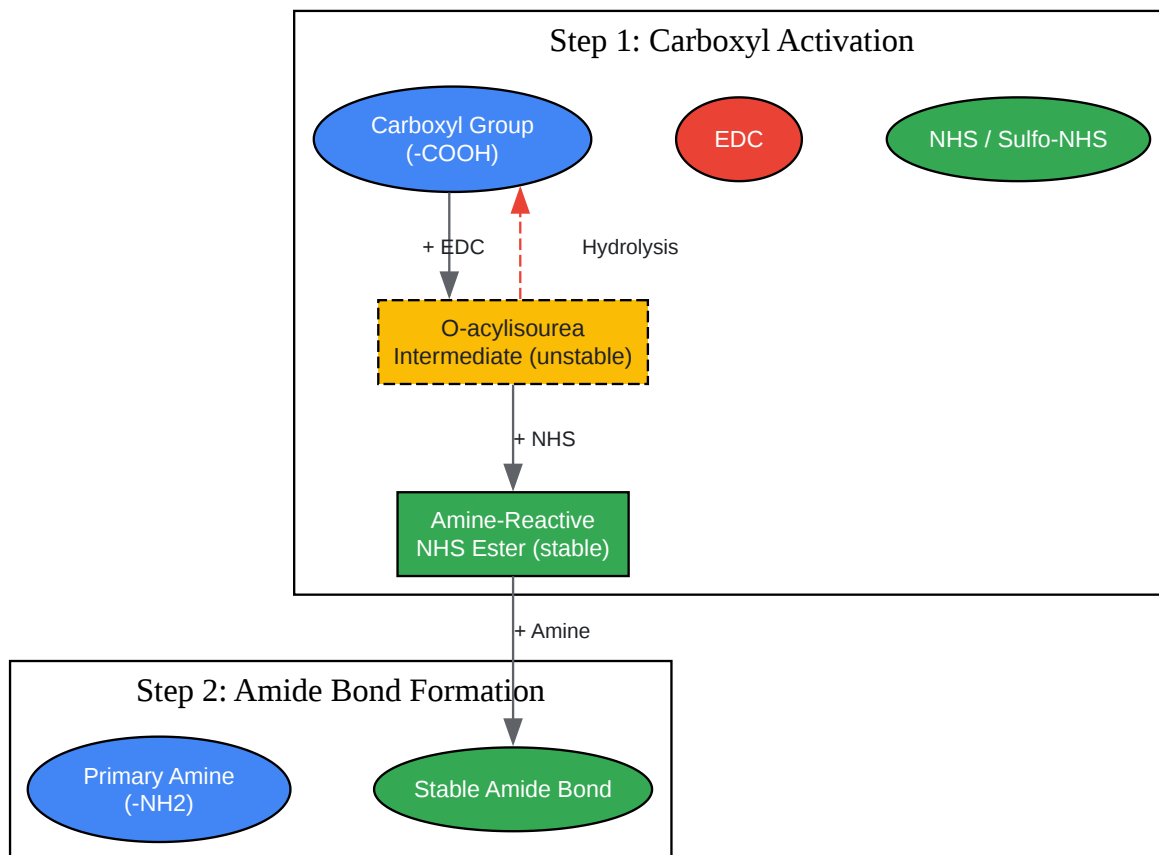 Step 1: Carboxyl Activation
Carboxyl Group
(-COOH)
EDC
NHS / Sulfo-NHS
+ EDC
Hydrolysis
O-acylisourea
Intermediate (unstable)
+ NHS
Amine-Reactive
NHS Ester (stable)
+ Amine
Step 2: Amide Bond Formation
Primary Amine
(-NH2)
Stable Amide Bond